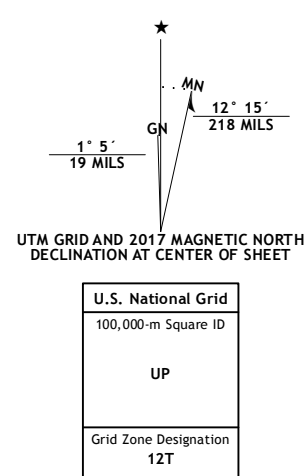 ★
MN
12° 15´
218 MILS
GN
1° 5´
19 MILS
UTM GRID AND 2017 MAGNETIC NORTH
DECLINATION AT CENTER OF SHEET
U.S. National Grid
100,000-m Square ID
UP
Grid Zone Designation
12T